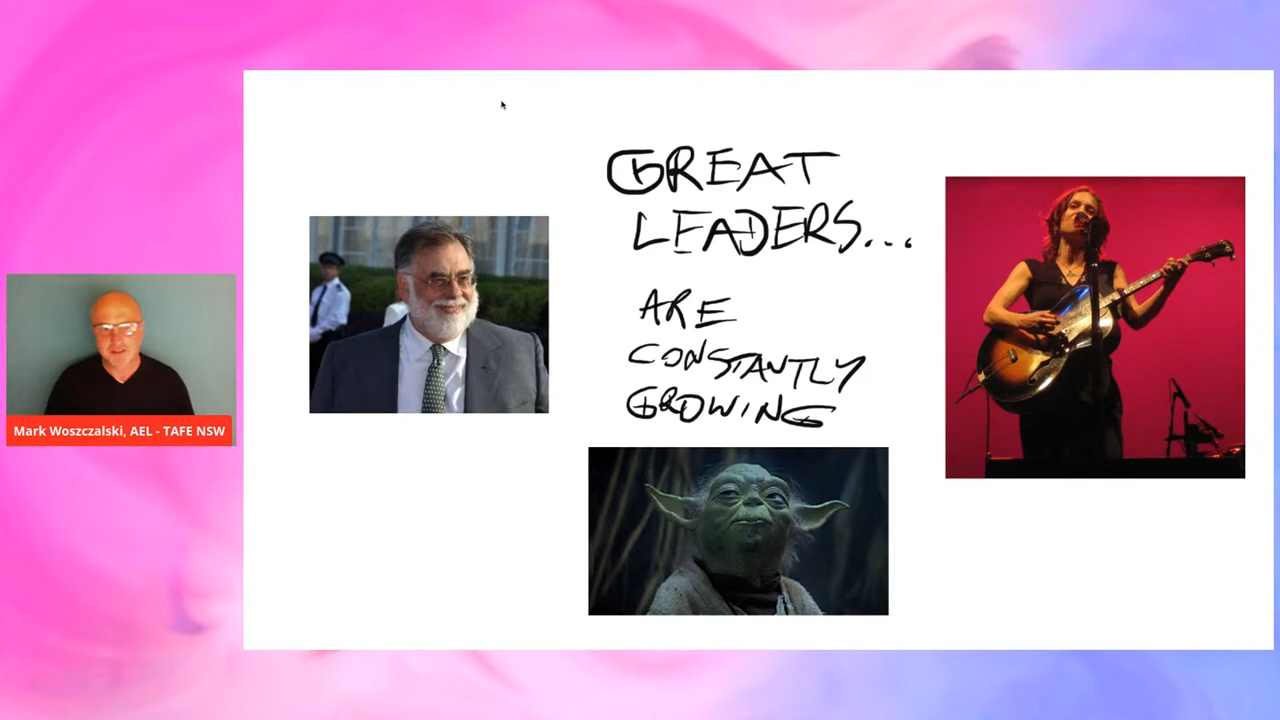 GREAT
LEADERS...
ARE
CONSTANTLY
GROWING
Mark Woszczalski, AEL - TAFE NSW